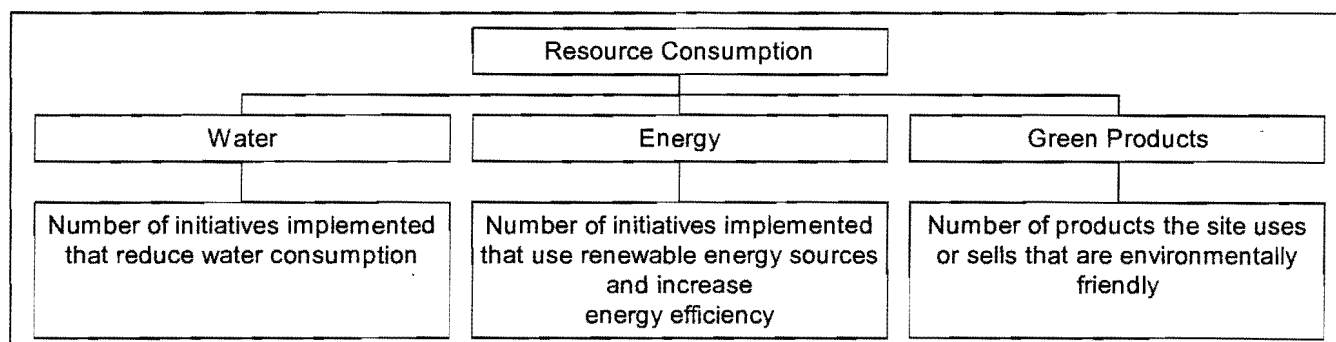 Resource Consumption
Water
Energy
Green Products
Number of initiatives implemented
that reduce water consumption
Number of initiatives implemented
that use renewable energy sources
and increase
energy efficiency
Number of products the site uses
or sells that are environmentally
friendly